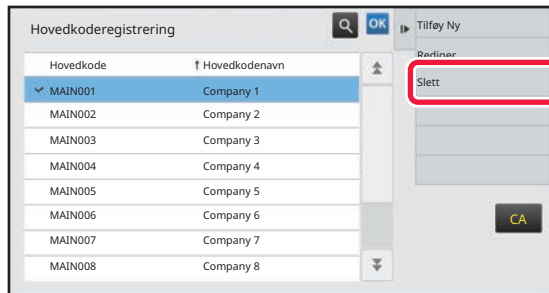 Hovedkoderegistrering
OK
Tilføy Ny
Rediger
Slett
Hovedkode
Hovedkodenavn
MAIN001 Company 1
MAIN002 Company 2
MAIN003 Company 3
MAIN004 Company 4
MAIN005 Company 5
MAIN006 Company 6
MAIN007 Company 7
MAIN008 Company 8
CA